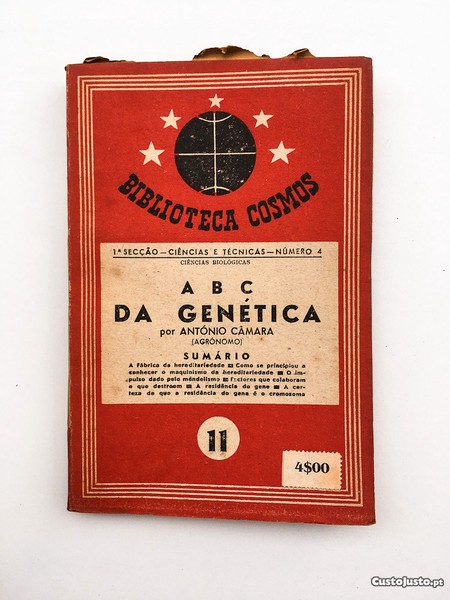 BIBLIOTECA COSMOS
1.ª SECÇÃO — CIÊNCIAS E TÉCNICAS — NÚMERO 4
CIÊNCIAS BIOLÓGICAS
A B C
DA GENÉTICA
por ANTÓNIO CÂMARA
(AGRÓNOMO)
SUMÁRIO
A Fábrica da hereditariedade ■ Como se principiou a
conhecer o maquinismo da hereditariedade ■ O im-
pulso dado pelo mendelismo ■ Factores que colaboram
e que destroem ■ A residência do gene ■ A cer-
teza de que a residência do gene é o cromosoma
11
4$00
CustoJusto.pt